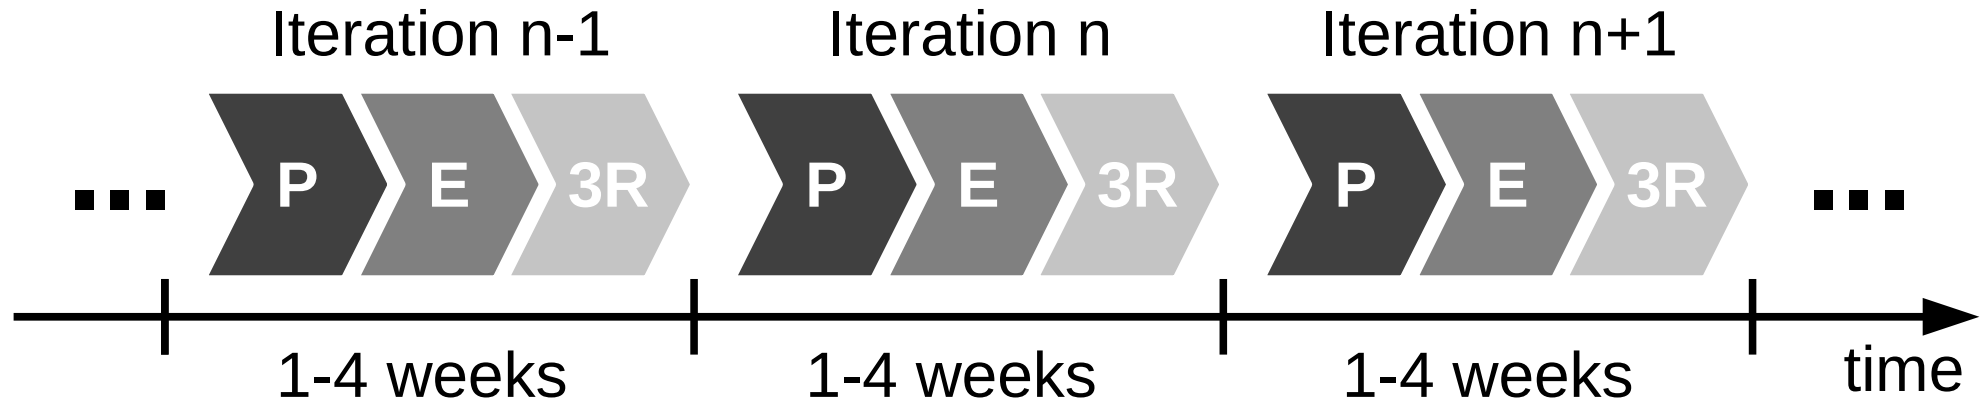 Iteration n-1 Iteration n Iteration n+1
... P E 3R P E 3R P E 3R ...
1-4 weeks 1-4 weeks 1-4 weeks time